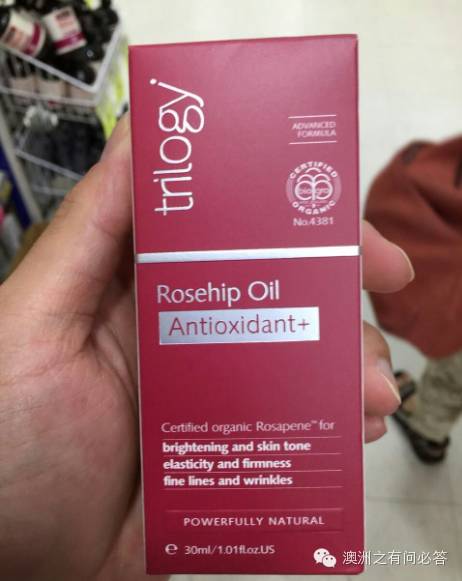 trilogy
ADVANCED
FORMULA
CERTIFIED
ORGANIC
No.4381
Rosehip Oil
Antioxidant+
Certified organic Rosapene™ for
brightening and skin tone
elasticity and firmness
fine lines and wrinkles
POWERFULLY NATURAL
℮ 30ml/1.01fl.oz.US
澳洲之有问必答